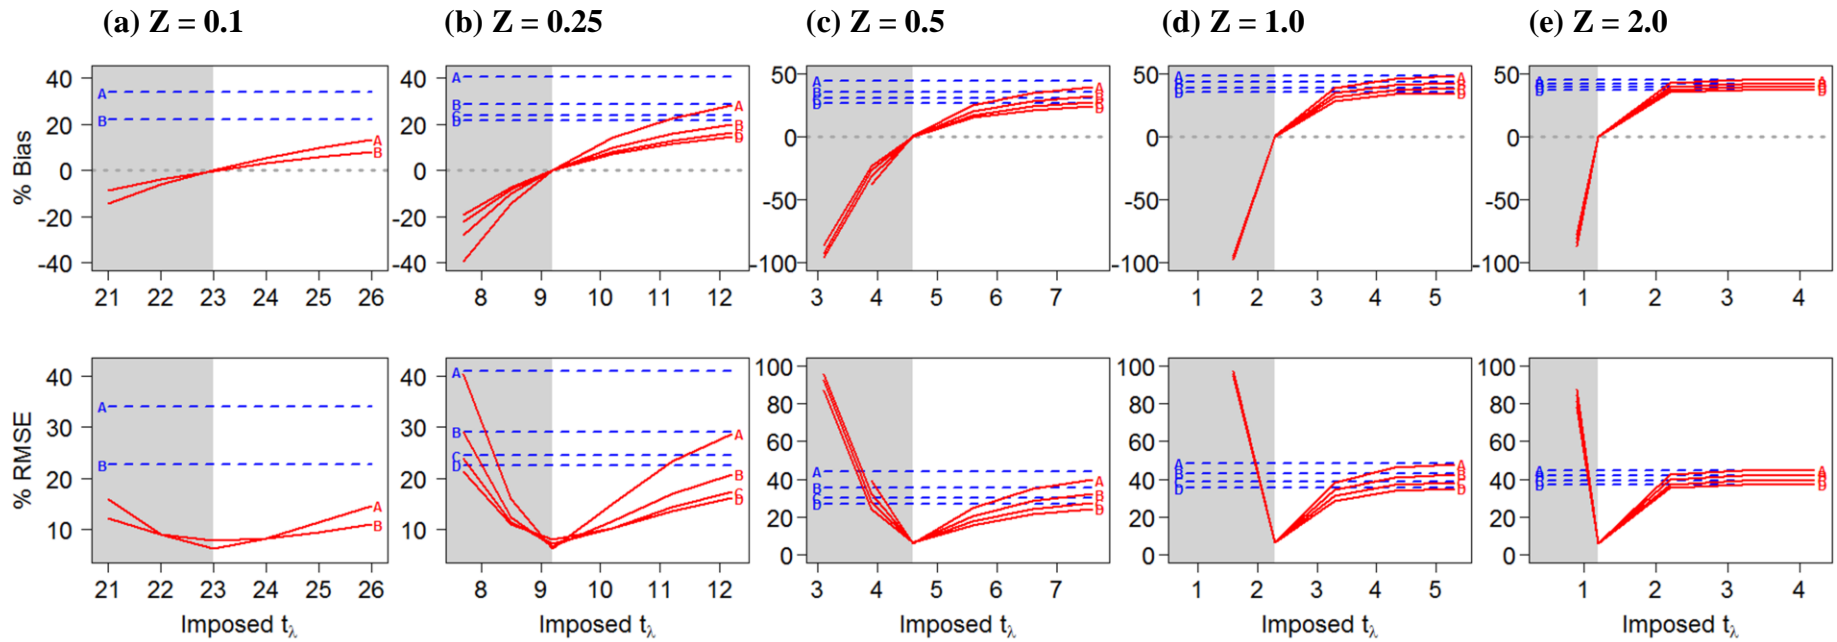 (a) Z = 0.1 (b) Z = 0.25 (c) Z = 0.5 (d) Z = 1.0 (e) Z = 2.0
% Bias
40 20 0 -20 -40
A B A B
21 22 23 24 25 26
40 20 0 -20 -40
A B C D A B C D
8 9 10 11 12
50 0 -50 -100
A B C D A B C D
3 4 5 6 7
50 0 -50 -100
A B C D A B C D
1 2 3 4 5
50 0 -50 -100
A D A D
1 2 3 4
% RMSE
40 30 20 10
A B A B
21 22 23 24 25 26
40 30 20 10
A B C D A B C D
8 9 10 11 12
100 80 60 40 20 0
A B C D A B C D
3 4 5 6 7
100 80 60 40 20 0
A B C D A B C D
1 2 3 4 5
100 80 60 40 20 0
A D A D
1 2 3 4
Imposed tλ Imposed tλ Imposed tλ Imposed tλ Imposed tλ